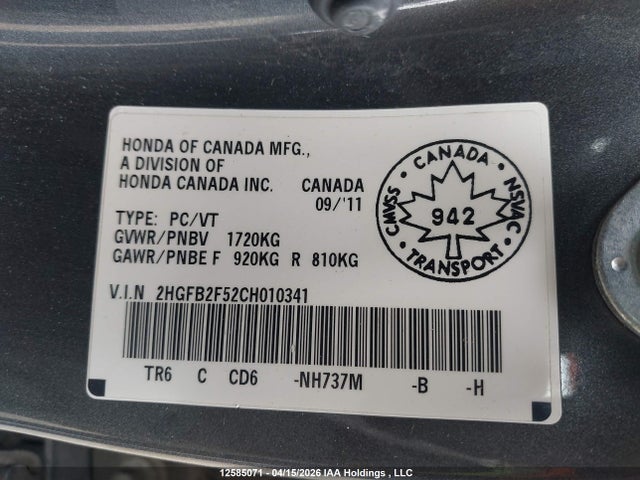 HONDA OF CANADA MFG.,
A DIVISION OF
HONDA CANADA INC. CANADA
09/'11
TYPE: PC/VT
GVWR/PNBV 1720KG
GAWR/PNBE F 920KG R 810KG
CANADA
CMVSS
NSVAC
942
TRANSPORT
V.I.N 2HGFB2F52CH010341
TR6 C CD6 -NH737M -B -H
12585071 - 04/15/2026 IAA Holdings , LLC